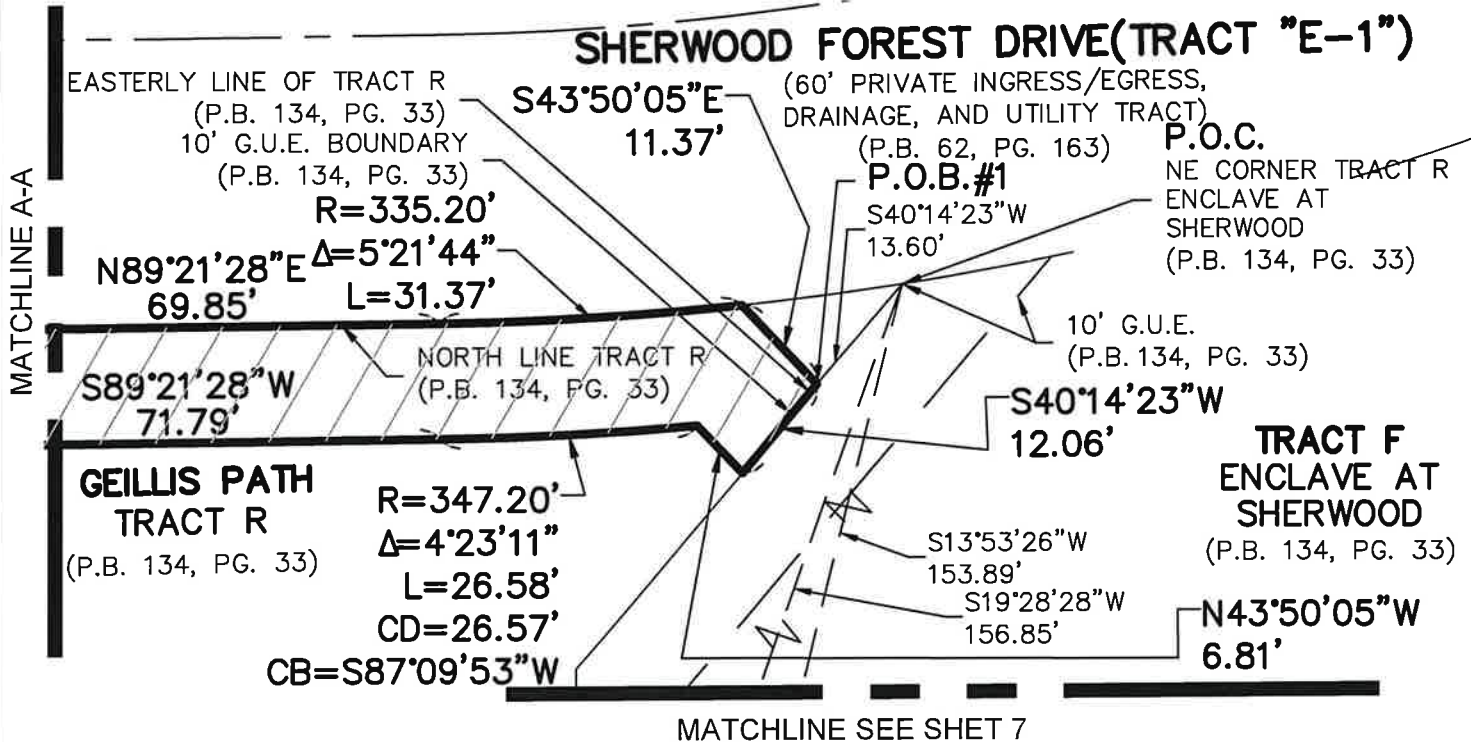 SHERWOOD FOREST DRIVE(TRACT "E-1")
(60' PRIVATE INGRESS/EGRESS,
DRAINAGE, AND UTILITY TRACT)
(P.B. 62, PG. 163)
EASTERLY LINE OF TRACT R
(P.B. 134, PG. 33)
10' G.U.E. BOUNDARY
(P.B. 134, PG. 33)
S43°50'05"E
11.37'
P.O.C.
NE CORNER TRACT R
ENCLAVE AT
SHERWOOD
(P.B. 134, PG. 33)
P.O.B.#1
S40°14'23"W
13.60'
MATCHLINE A-A
R=335.20'
Δ=5°21'44"
L=31.37'
N89°21'28"E
69.85'
10' G.U.E.
(P.B.134, PG. 33)
NORTH LINE TRACT R
(P.B. 134, PG. 33)
S89°21'28"W
71.79'
S40°14'23"W
12.06'
GEILLIS PATH
TRACT R
(P.B. 134, PG. 33)
TRACT F
ENCLAVE AT
SHERWOOD
(P.B. 134, PG. 33)
R=347.20'
Δ=4°23'11"
L=26.58'
CD=26.57'
CB=S87°09'53"W
S13°53'26"W
153.89'
S19°28'28"W
156.85'
N43°50'05"W
6.81'
MATCHLINE SEE SHET 7